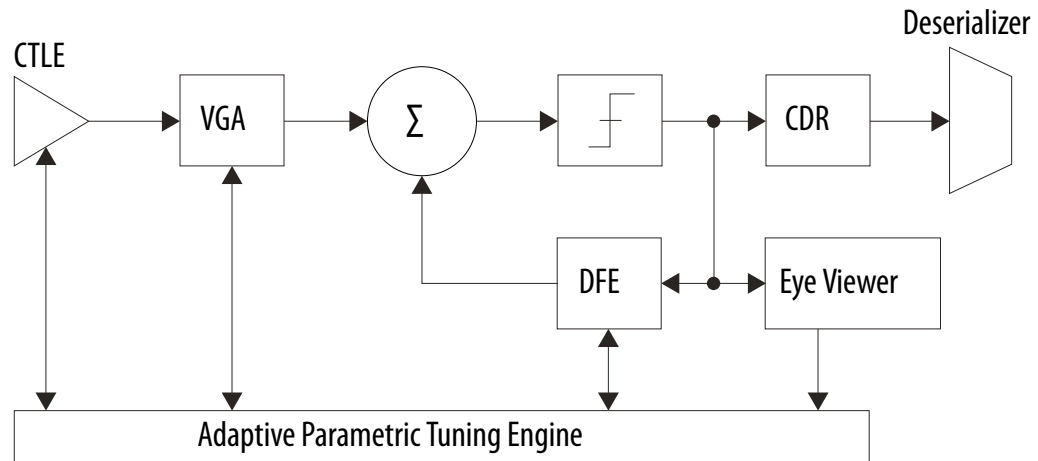 Deserializer
CTLE
VGA
Σ
CDR
DFE
Eye Viewer
Adaptive Parametric Tuning Engine